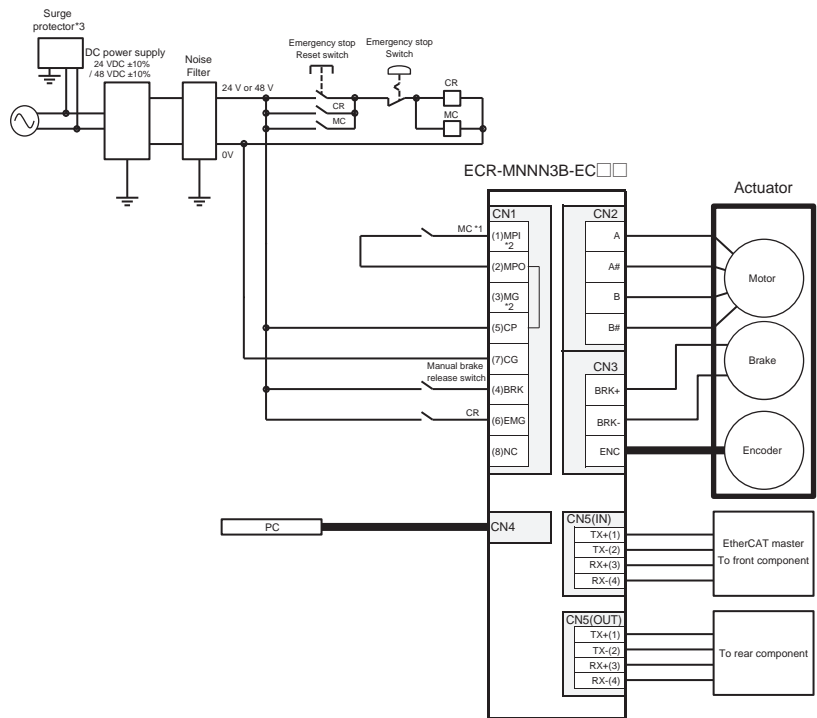 Surge
protector*3
DC power supply
24 VDC ±10%
/ 48 VDC ±10%
Noise
Filter
24 V or 48 V
0V
Emergency stop
Reset switch
Emergency stop
Switch
CR
MC
CR
MC
ECR-MNNN3B-EC□□
CN1
MC *1
(1)MPI
*2
(2)MPO
(3)MG
*2
(5)CP
(7)CG
Manual brake
release switch
(4)BRK
CR
(6)EMG
(8)NC
CN2
A
A#
B
B#
CN3
BRK+
BRK-
ENC
Actuator
Motor
Brake
Encoder
PC
CN4
CN5(IN)
TX+(1)
TX-(2)
RX+(3)
RX-(4)
EtherCAT master
To front component
CN5(OUT)
TX+(1)
TX-(2)
RX+(3)
RX-(4)
To rear component